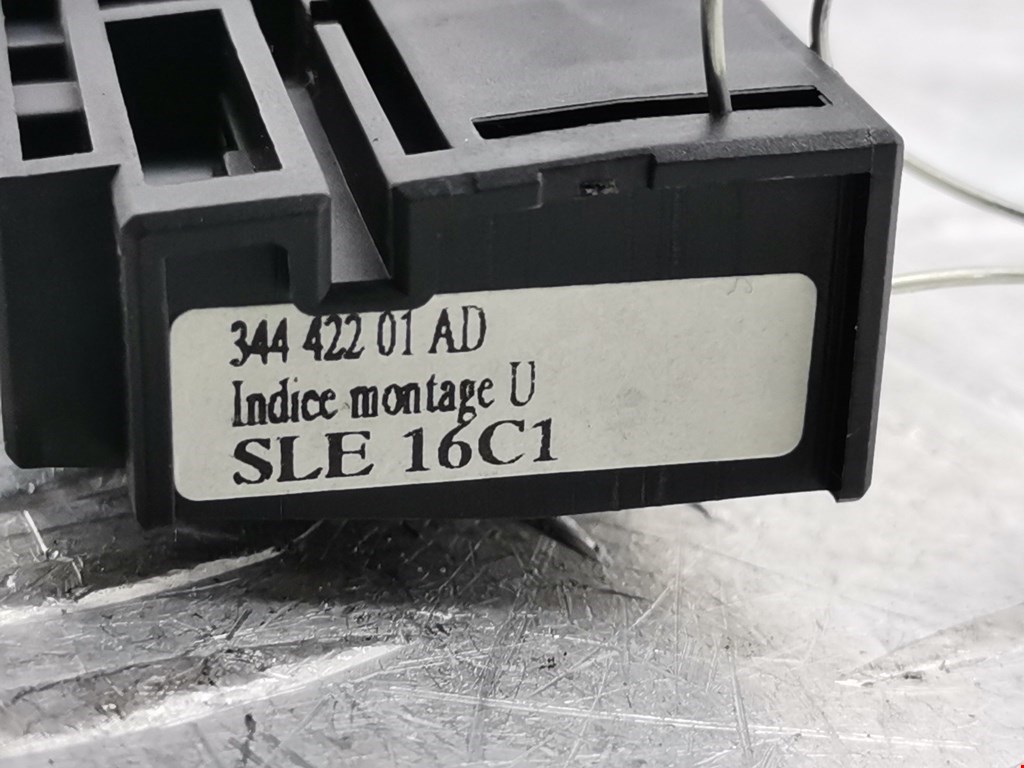 344 422 01 AD
Indice montage U
SLE 16C1